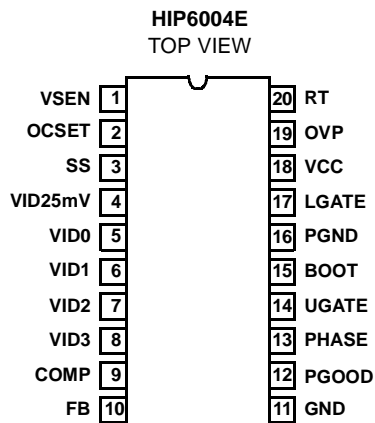 HIP6004E
TOP VIEW
VSEN 1 20 RT
OCSET 2 19 OVP
SS 3 18 VCC
VID25mV 4 17 LGATE
VID0 5 16 PGND
VID1 6 15 BOOT
VID2 7 14 UGATE
VID3 8 13 PHASE
COMP 9 12 PGOOD
FB 10 11 GND